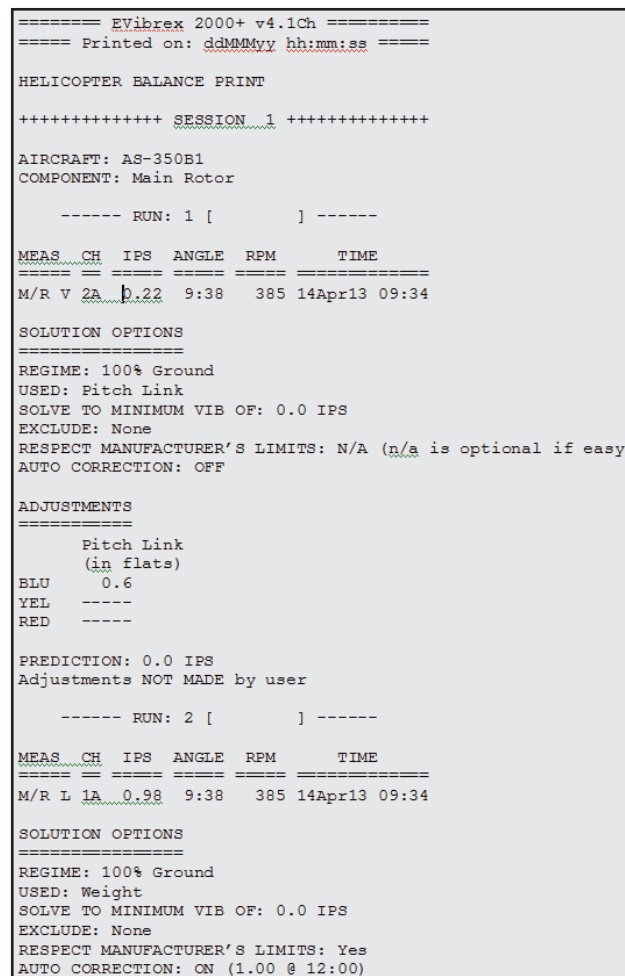 ======== EVibrex 2000+ v4.1Ch ==========
===== Printed on: ddMMMyy hh:mm:ss =====
HELICOPTER BALANCE PRINT
++++++++++++++ SESSION  1 ++++++++++++++
AIRCRAFT: AS-350B1
COMPONENT: Main Rotor
------ RUN: 1 [         ] ------
MEAS  CH  IPS  ANGLE  RPM       TIME
===== == ===== ===== ===== =============
M/R V 2A  0.22  9:38   385 14Apr13 09:34
SOLUTION OPTIONS
================
REGIME: 100% Ground
USED: Pitch Link
SOLVE TO MINIMUM VIB OF: 0.0 IPS
EXCLUDE: None
RESPECT MANUFACTURER'S LIMITS: N/A (n/a is optional if easy
AUTO CORRECTION: OFF
ADJUSTMENTS
===========
Pitch Link
(in flats)
BLU     0.6
YEL   -----
RED   -----
PREDICTION: 0.0 IPS
Adjustments NOT MADE by user
------ RUN: 2 [         ] ------
MEAS  CH  IPS  ANGLE  RPM       TIME
===== == ===== ===== ===== =============
M/R L 1A  0.98  9:38   385 14Apr13 09:34
SOLUTION OPTIONS
================
REGIME: 100% Ground
USED: Weight
SOLVE TO MINIMUM VIB OF: 0.0 IPS
EXCLUDE: None
RESPECT MANUFACTURER'S LIMITS: Yes
AUTO CORRECTION: ON (1.00 @ 12:00)